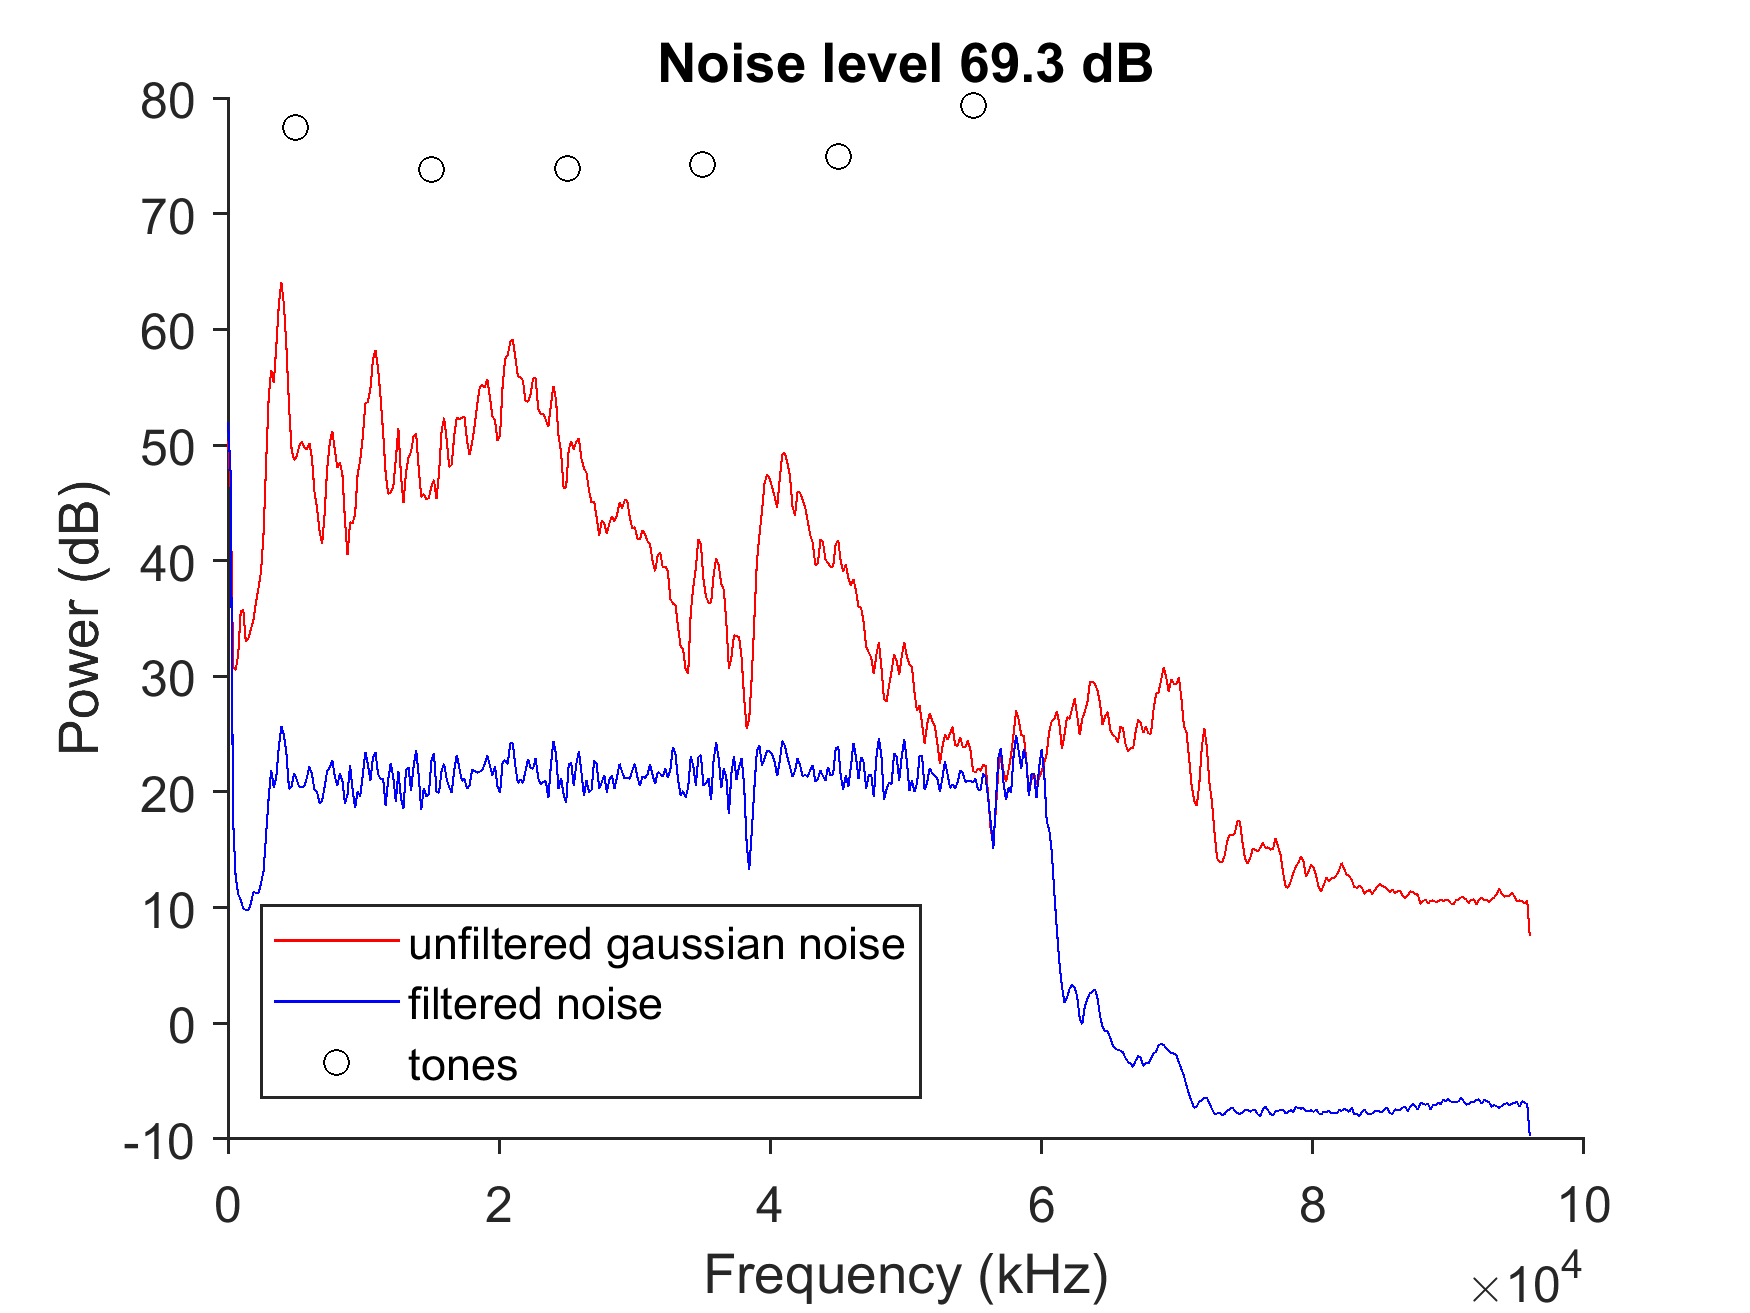 Noise level 69.3 dB
80
70
60
50
40
30
20
10
0
-10
Power (dB)
unfiltered gaussian noise
filtered noise
tones
0 2 4 6 8 10
Frequency (kHz)
×10^4